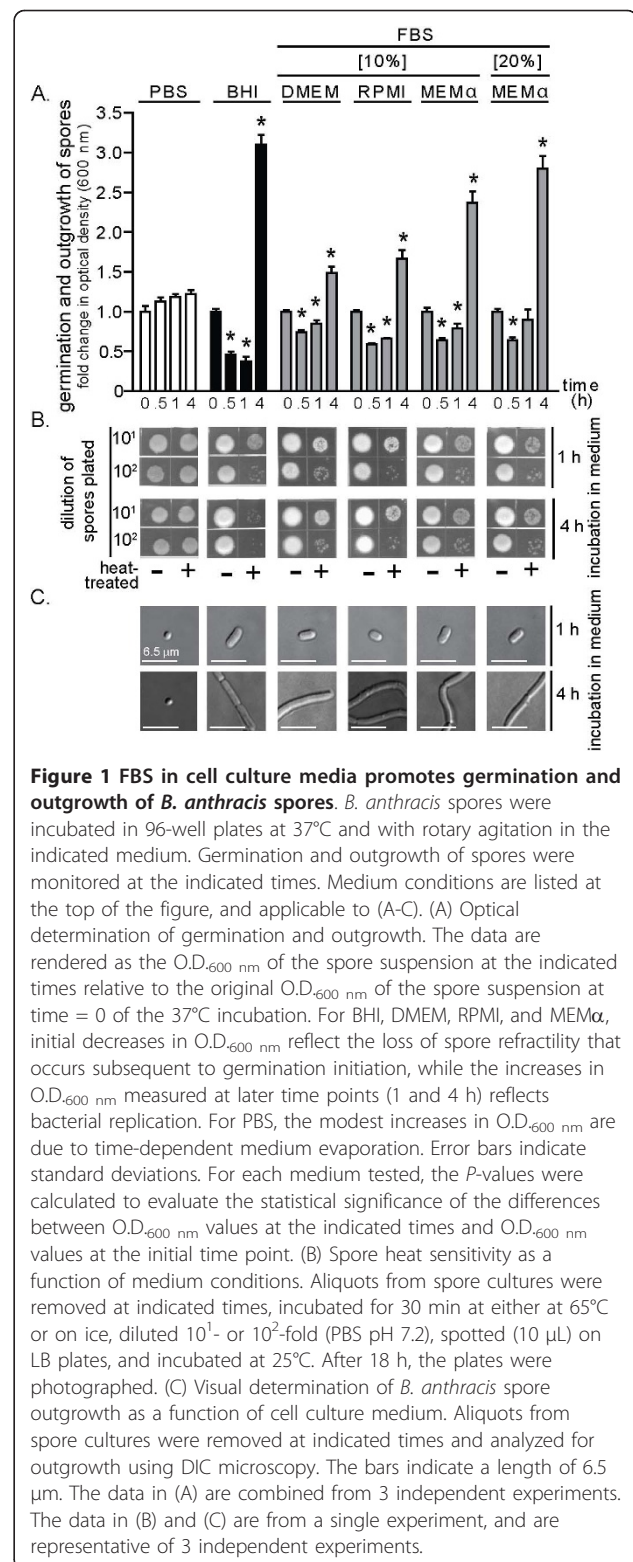 FBS
[10%] [20%]
PBS BHI DMEM RPMI MEMα MEMα
A.
germination and outgrowth of spores
fold change in optical density (600 nm)
3.5
3.0
2.5
2.0
1.5
1.0
0.5
0
* * * * * * * * * * * * * *
0 .5 1 4 0 .5 1 4 0 .5 1 4 0 .5 1 4 0 .5 1 4 0 .5 1 4 time (h)
B.
dilution of
spores plated
10¹
10²
1 h
10¹
10²
4 h
incubation in medium
heat-
treated
- + - + - + - + - + - +
C.
6.5 μm
1 h
4 h
incubation in medium
Figure 1 FBS in cell culture media promotes germination and
outgrowth of B. anthracis spores. B. anthracis spores were
incubated in 96-well plates at 37°C and with rotary agitation in the
indicated medium. Germination and outgrowth of spores were
monitored at the indicated times. Medium conditions are listed at
the top of the figure, and applicable to (A-C). (A) Optical
determination of germination and outgrowth. The data are
rendered as the O.D.600 nm of the spore suspension at the indicated
times relative to the original O.D.600 nm of the spore suspension at
time = 0 of the 37°C incubation. For BHI, DMEM, RPMI, and MEMα,
initial decreases in O.D.600 nm reflect the loss of spore refractility that
occurs subsequent to germination initiation, while the increases in
O.D.600 nm measured at later time points (1 and 4 h) reflects
bacterial replication. For PBS, the modest increases in O.D.600 nm are
due to time-dependent medium evaporation. Error bars indicate
standard deviations. For each medium tested, the P-values were
calculated to evaluate the statistical significance of the differences
between O.D.600 nm values at the indicated times and O.D.600 nm
values at the initial time point. (B) Spore heat sensitivity as a
function of medium conditions. Aliquots from spore cultures were
removed at indicated times, incubated for 30 min at either at 65°C
or on ice, diluted 10¹- or 10²-fold (PBS pH 7.2), spotted (10 μL) on
LB plates, and incubated at 25°C. After 18 h, the plates were
photographed. (C) Visual determination of B. anthracis spore
outgrowth as a function of cell culture medium. Aliquots from
spore cultures were removed at indicated times and analyzed for
outgrowth using DIC microscopy. The bars indicate a length of 6.5
μm. The data in (A) are combined from 3 independent experiments.
The data in (B) and (C) are from a single experiment, and are
representative of 3 independent experiments.